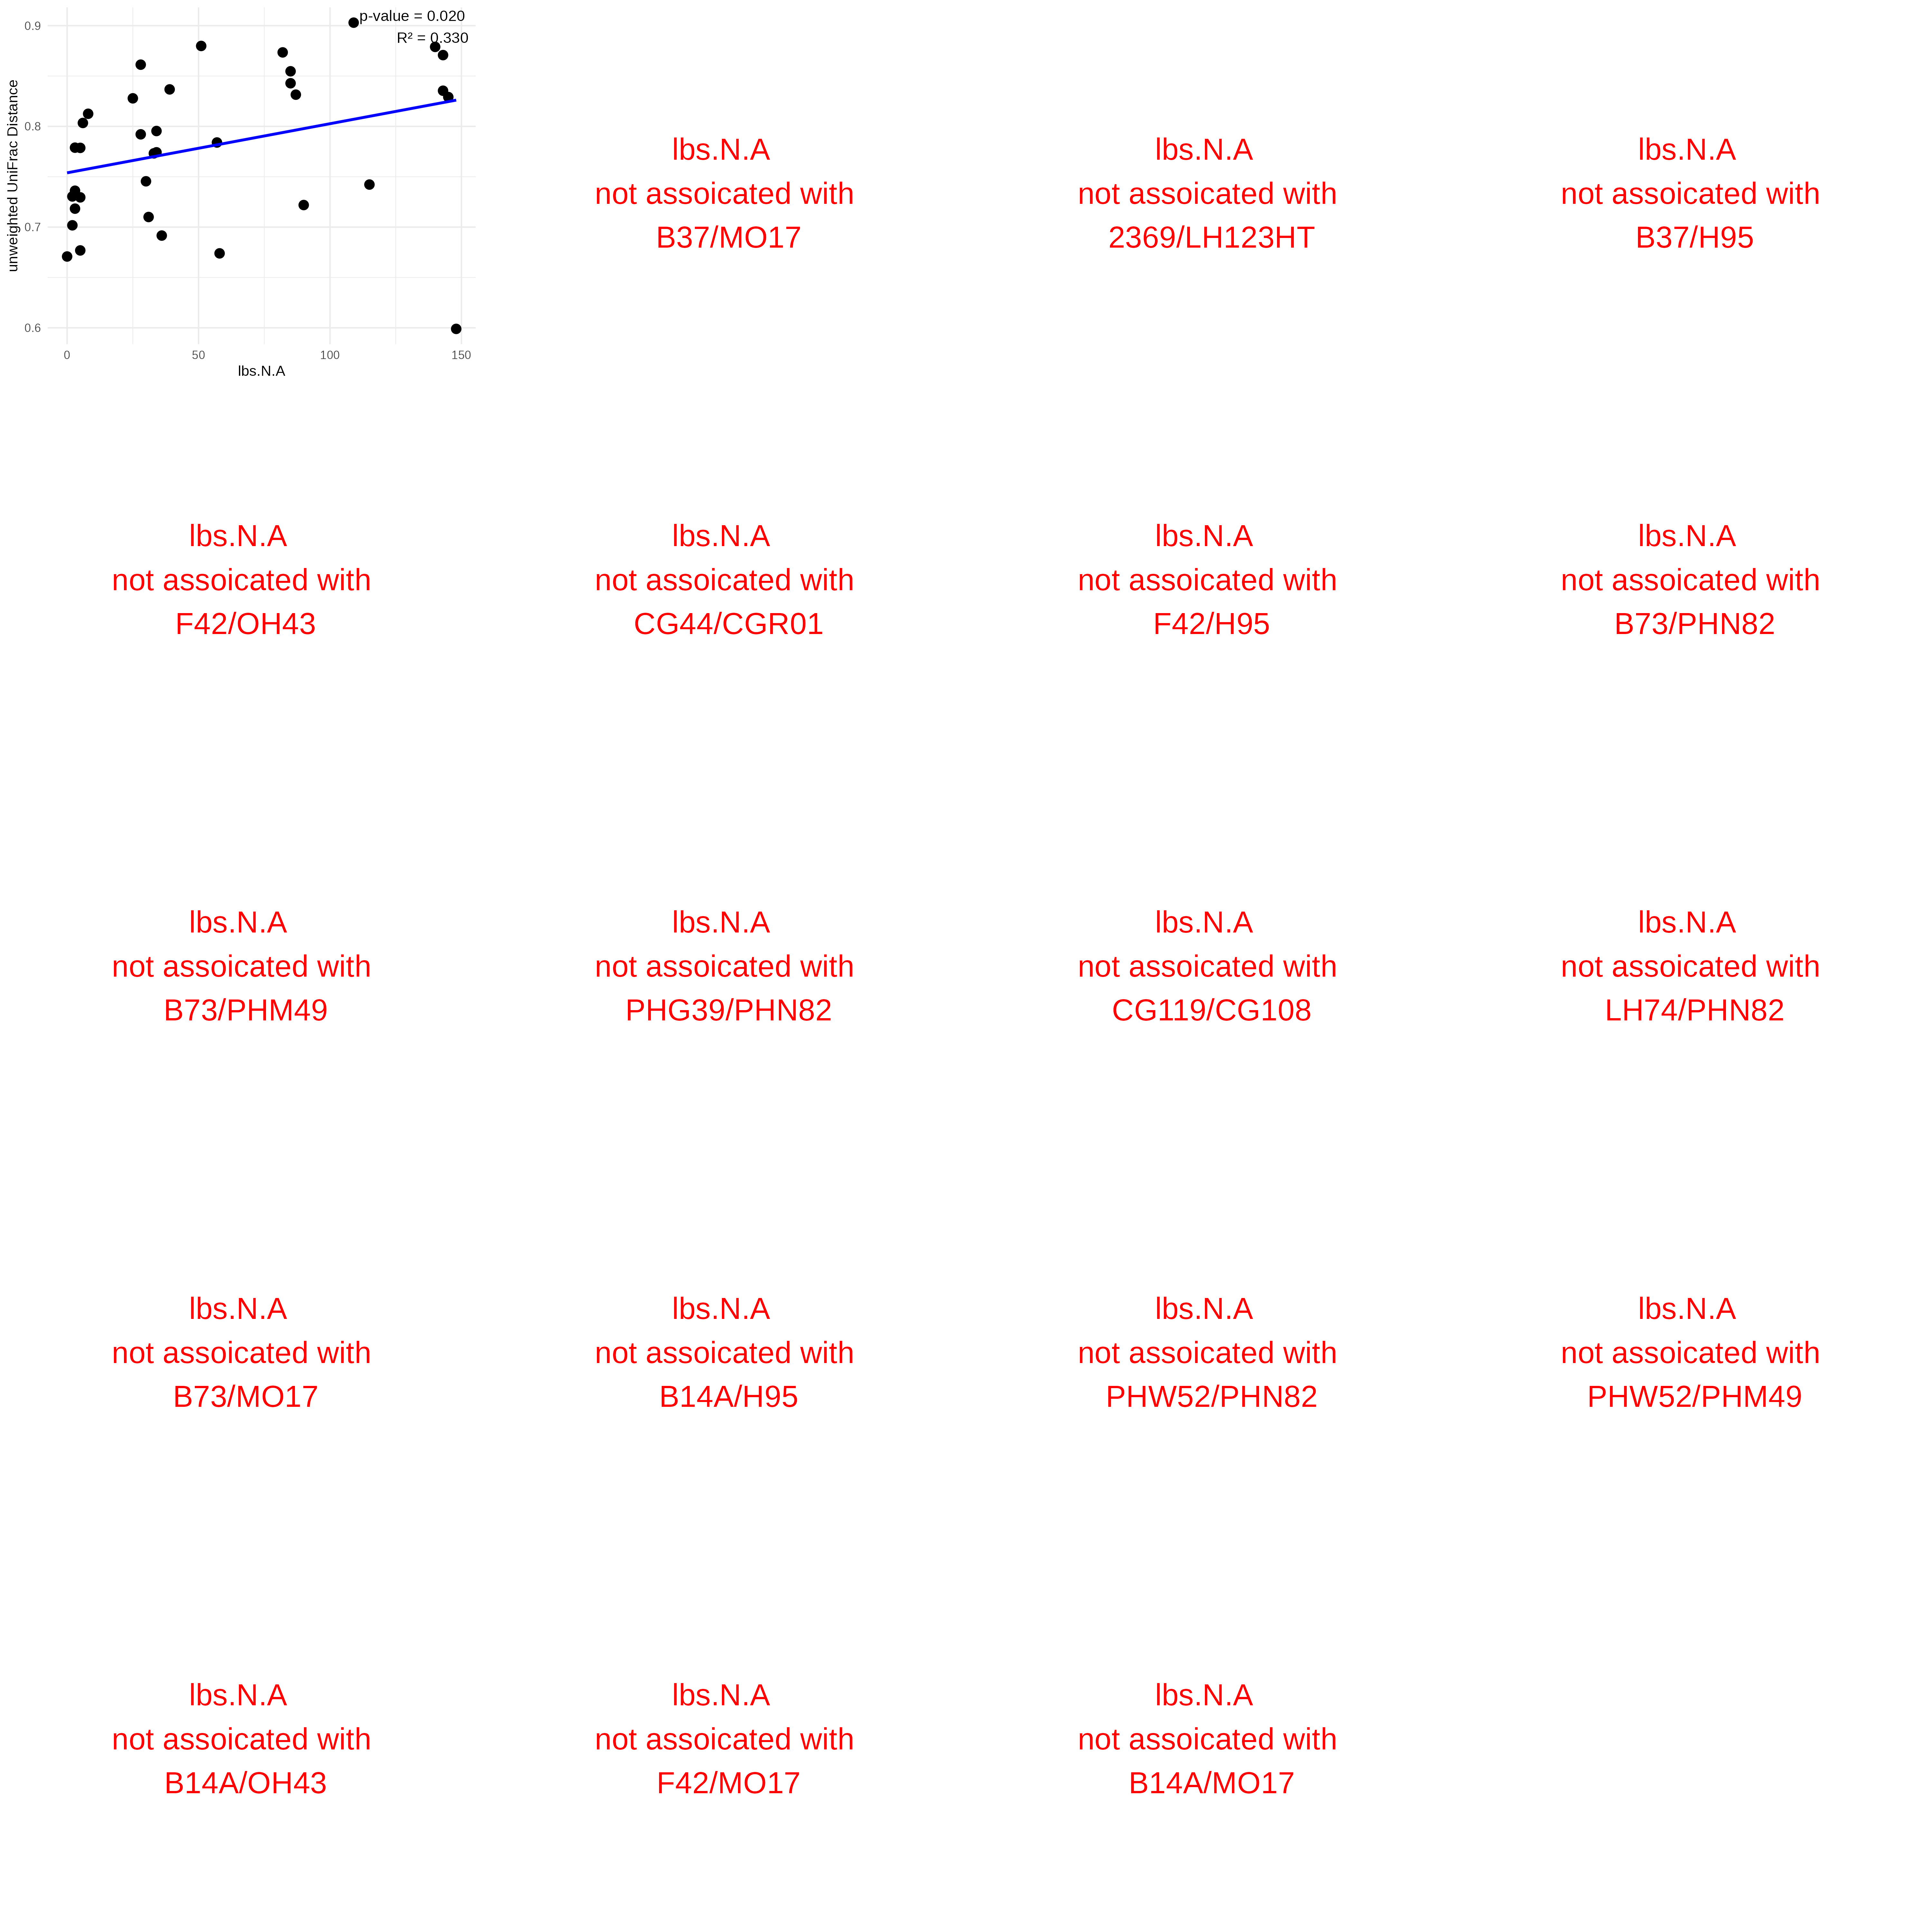 p-value = 0.020
R² = 0.330
unweighted UniFrac Distance
0.9
0.8
0.7
0.6
0 50 100 150
lbs.N.A
lbs.N.A
not assoicated with
B37/MO17
lbs.N.A
not assoicated with
2369/LH123HT
lbs.N.A
not assoicated with
B37/H95
lbs.N.A
not assoicated with
F42/OH43
lbs.N.A
not assoicated with
CG44/CGR01
lbs.N.A
not assoicated with
F42/H95
lbs.N.A
not assoicated with
B73/PHN82
lbs.N.A
not assoicated with
B73/PHM49
lbs.N.A
not assoicated with
PHG39/PHN82
lbs.N.A
not assoicated with
CG119/CG108
lbs.N.A
not assoicated with
LH74/PHN82
lbs.N.A
not assoicated with
B73/MO17
lbs.N.A
not assoicated with
B14A/H95
lbs.N.A
not assoicated with
PHW52/PHN82
lbs.N.A
not assoicated with
PHW52/PHM49
lbs.N.A
not assoicated with
B14A/OH43
lbs.N.A
not assoicated with
F42/MO17
lbs.N.A
not assoicated with
B14A/MO17